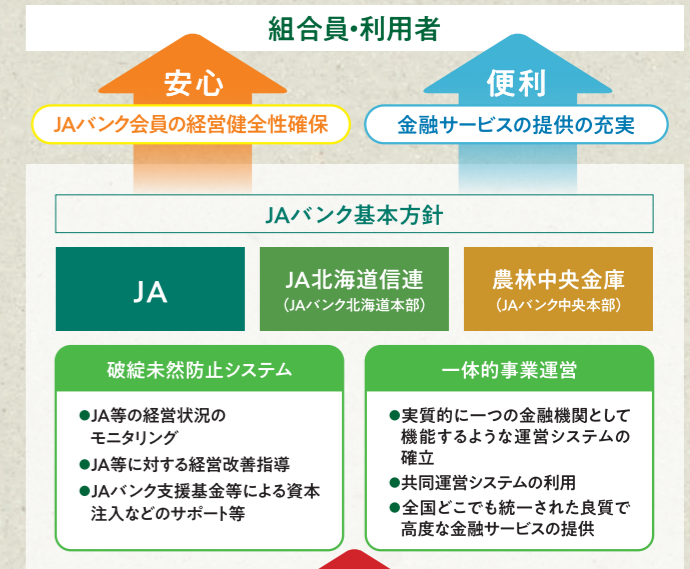 組合員・利用者
安心
便利
JAバンク会員の経営健全性確保
金融サービスの提供の充実
JAバンク基本方針
JA
JA北海道信連
(JAバンク北海道本部)
農林中央金庫
(JAバンク中央本部)
破綻未然防止システム
●JA等の経営状況の
モニタリング
●JA等に対する経営改善指導
●JAバンク支援基金等による資本
注入などのサポート等
一体的事業運営
●実質的に一つの金融機関として
機能するような運営システムの
確立
●共同運営システムの利用
●全国どこでも統一された良質で
高度な金融サービスの提供